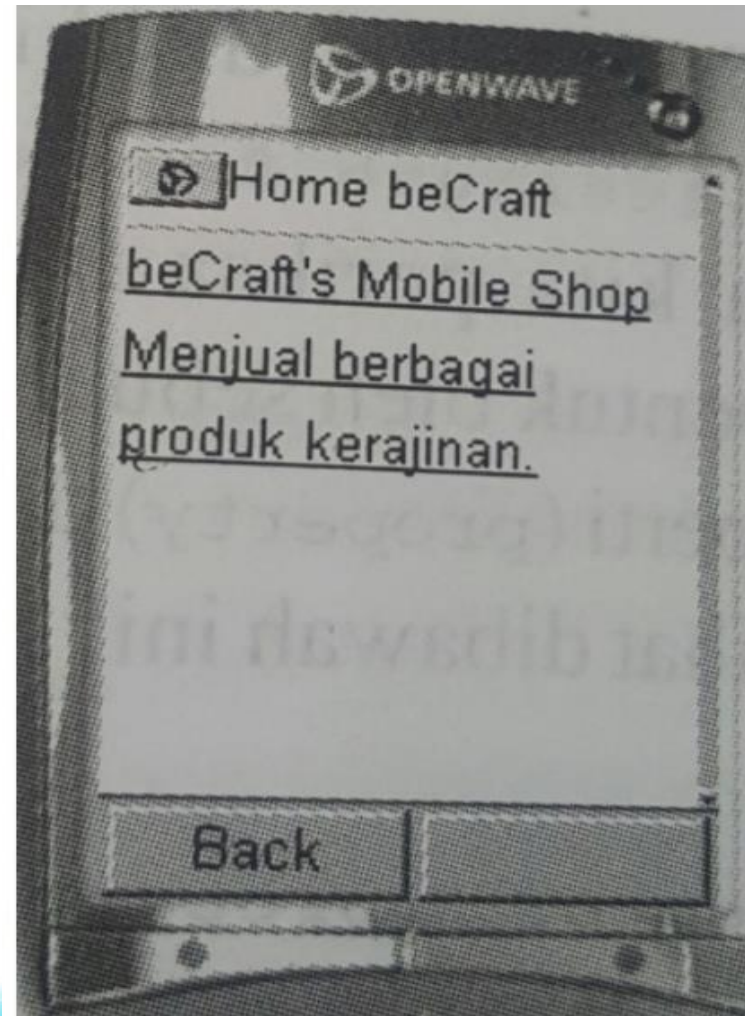 OPENWAVE
Home beCraft
beCraft's Mobile Shop
Menjual berbagai
produk kerajinan.
Back